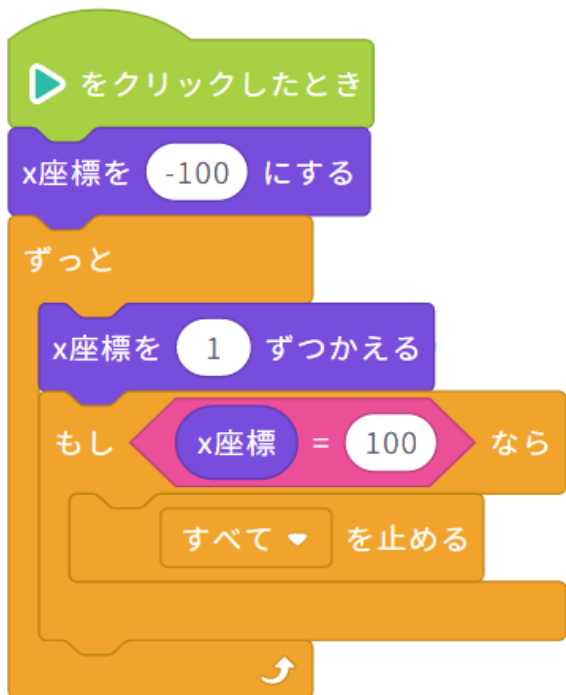 をクリックしたとき
x座標を -100 にする
ずっと
x座標を 1 ずつかえる
もし x座標 = 100 なら
すべて を止める